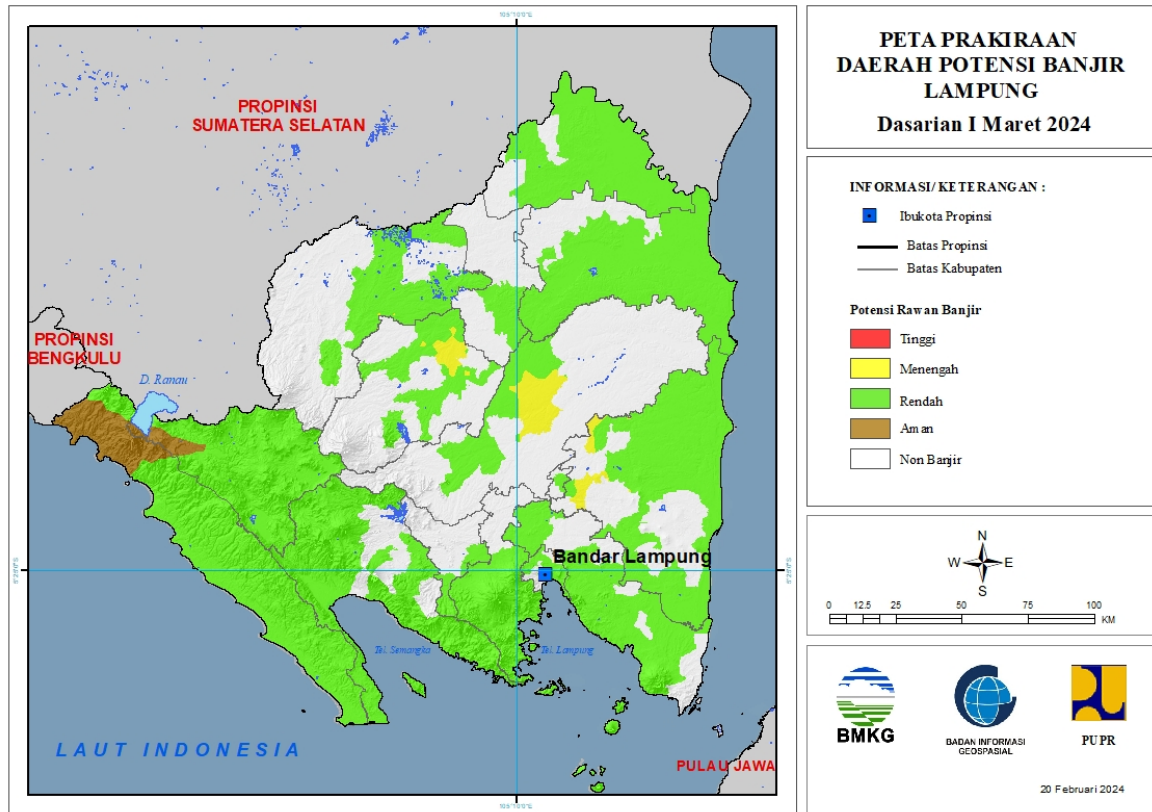 PROPINSI
SUMATERA SELATAN
PROPINSI
BENGKULU
D. Ranau
Bandar Lampung
Tel. Semangka
Tel. Lampung
LAUT INDONESIA
PULAU JAWA
PETA PRAKIRAAN
DAERAH POTENSI BANJIR
LAMPUNG
Dasarian I Maret 2024
INFORMASI/ KETERANGAN :
Ibukota Propinsi
Batas Propinsi
Batas Kabupaten
Potensi Rawan Banjir
Tinggi
Menengah
Rendah
Aman
Non Banjir
N
W E
S
0 12.5 25 50 75 100
KM
BMKG
BADAN INFORMASI
GEOSPASIAL
PUPR
20 Februari 2024